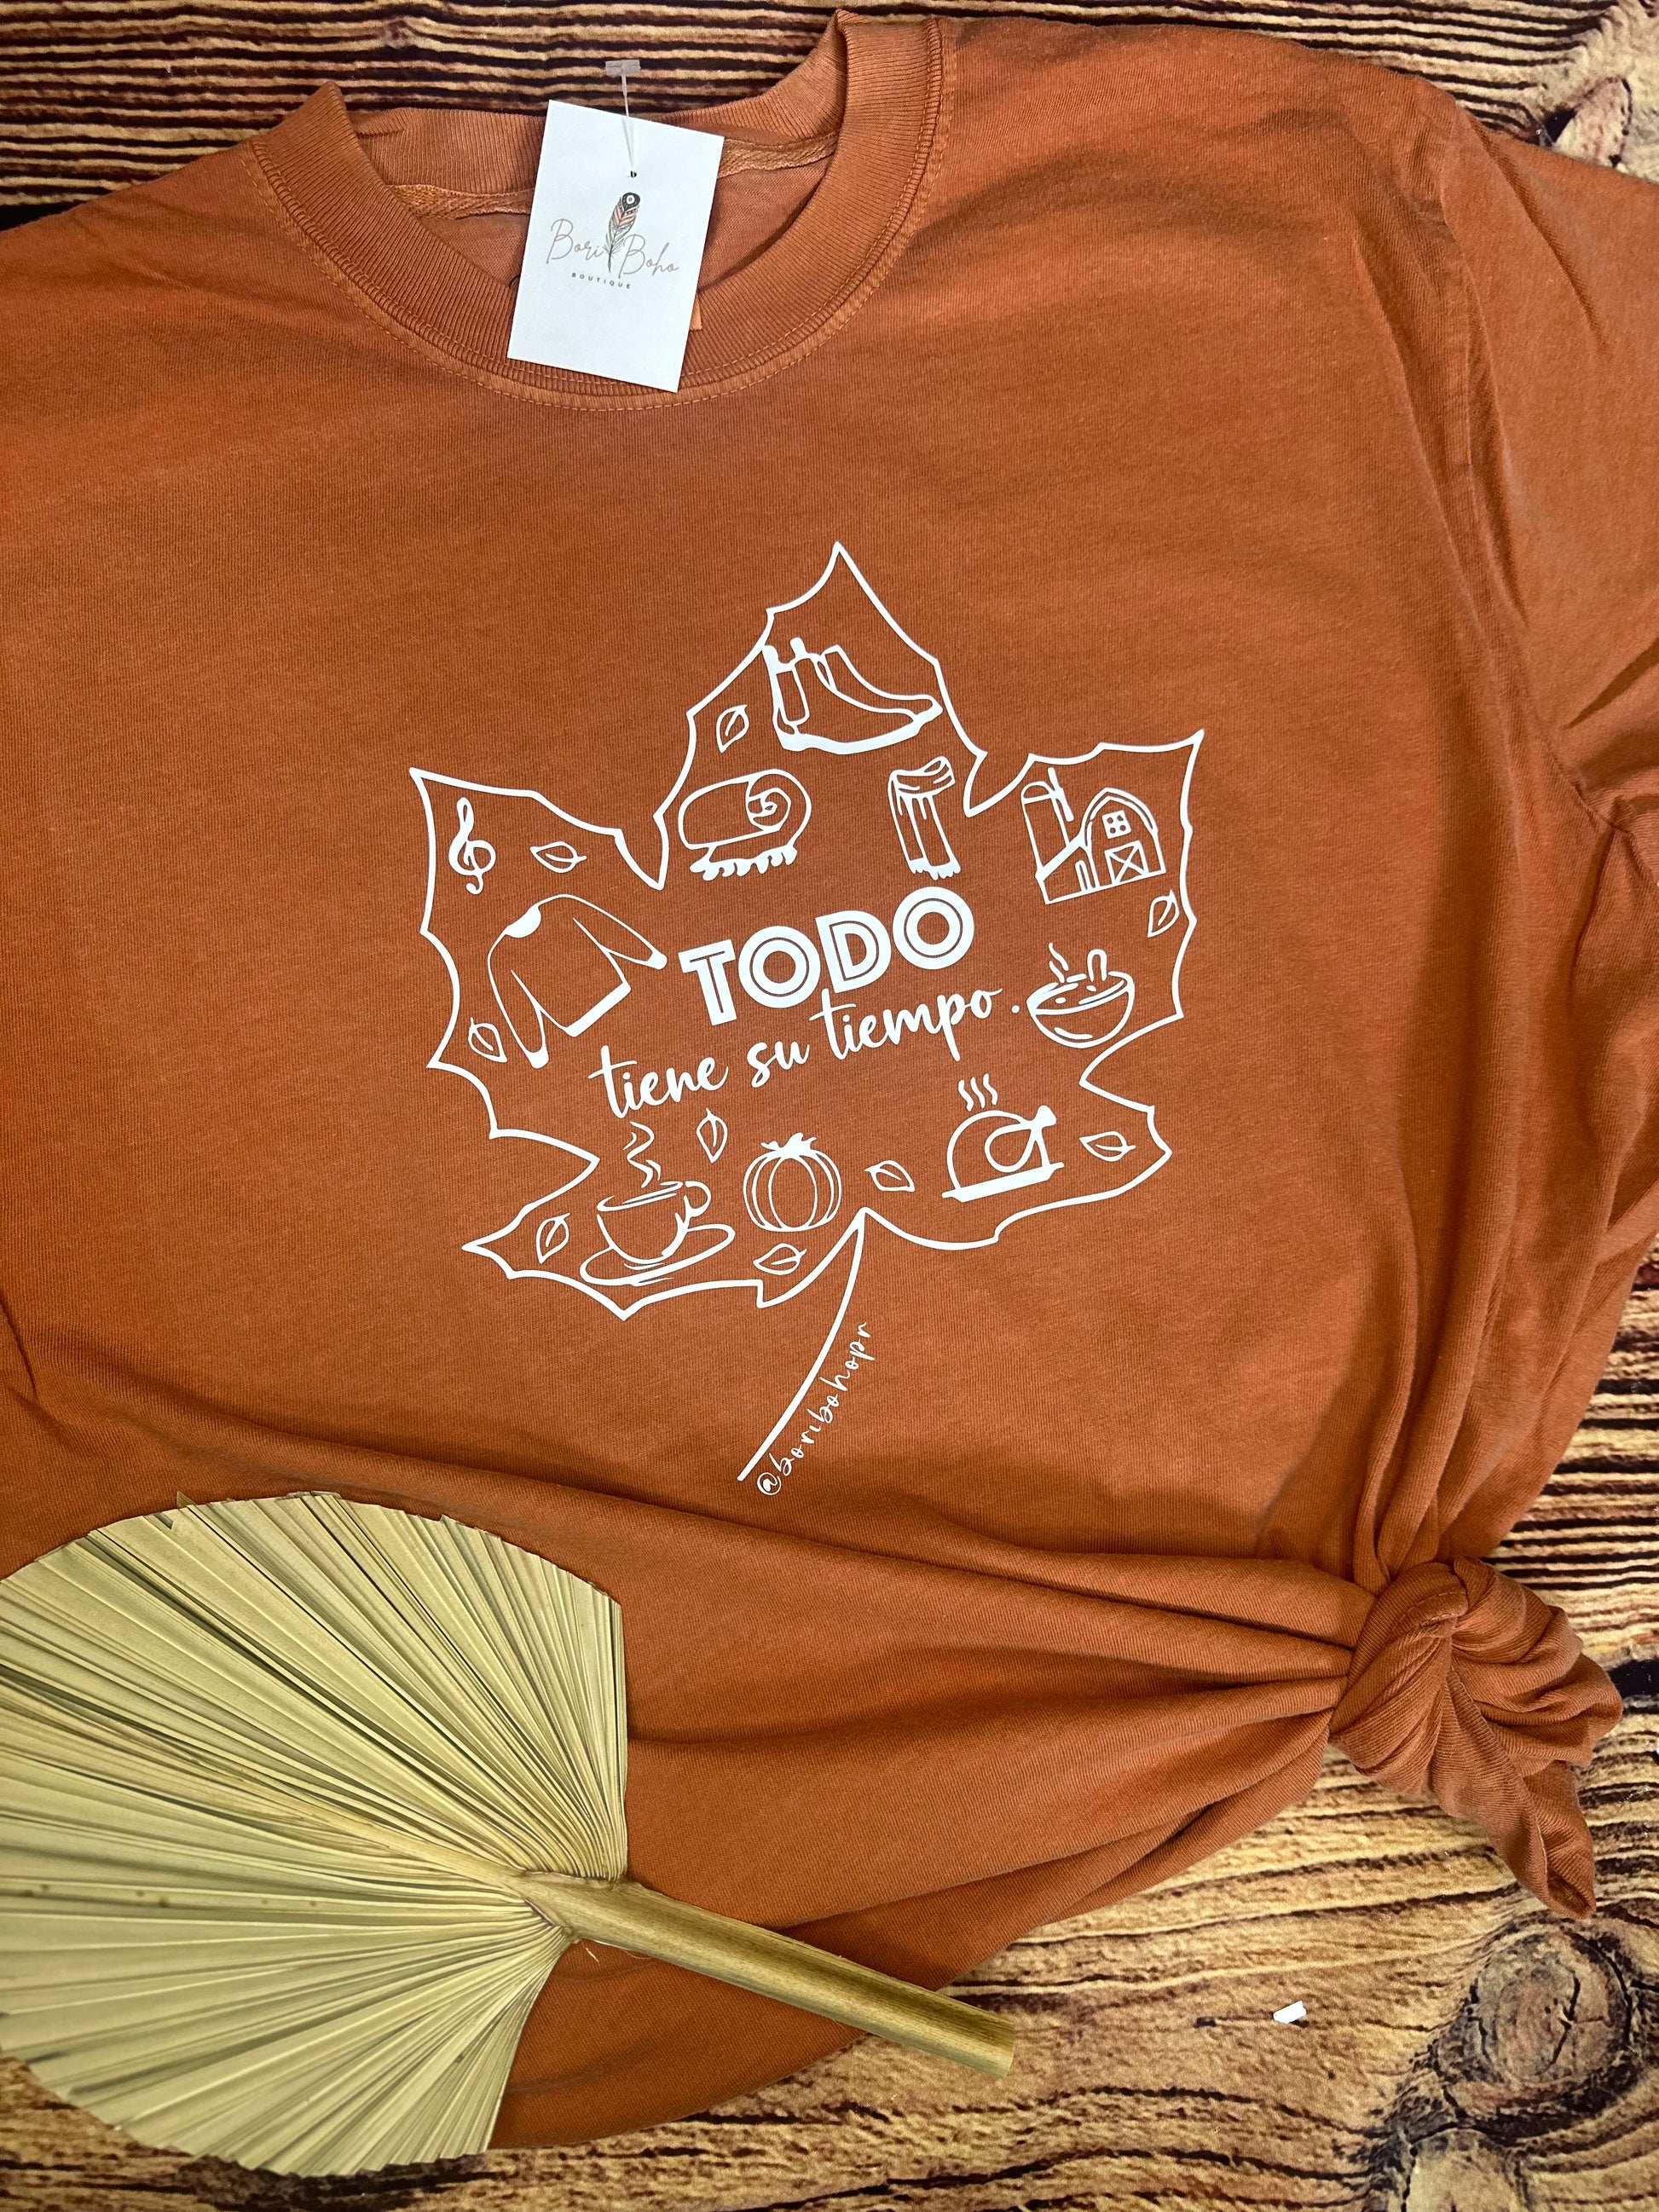 Bori Boho
BOUTIQUE
TODO
tiene su tiempo.
@boribohopr